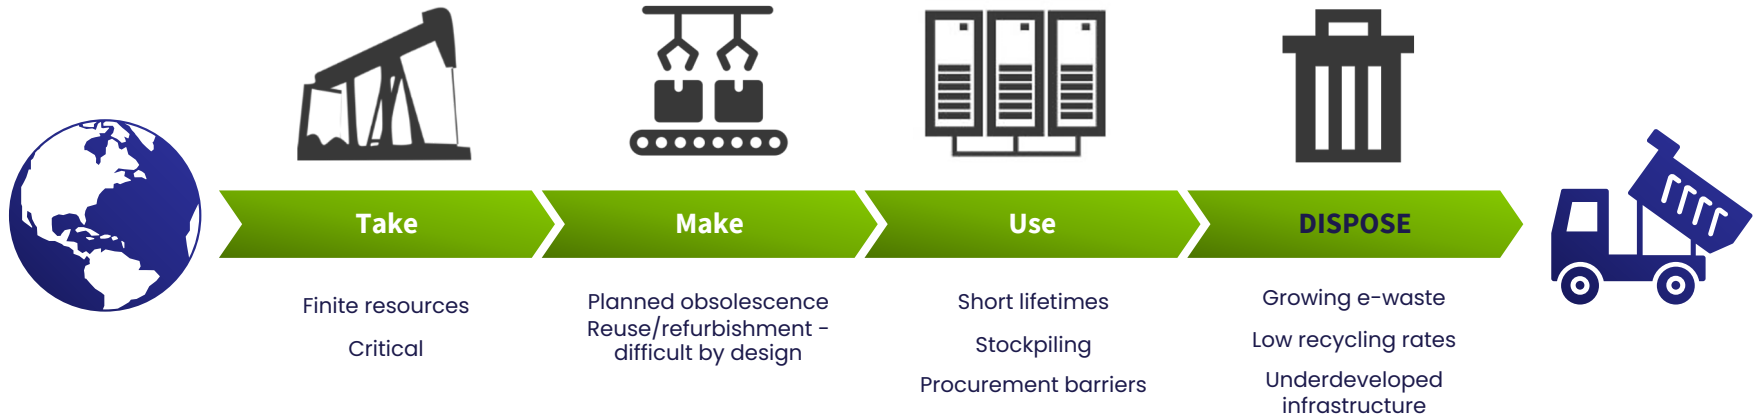 Take
Make
Use
DISPOSE
Finite resources
Critical
Planned obsolescence
Reuse/refurbishment -
difficult by design
Short lifetimes
Stockpiling
Procurement barriers
Growing e-waste
Low recycling rates
Underdeveloped
infrastructure